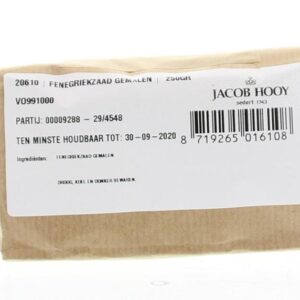 20610 | FENEGRIEKZAAD GEMALEN | 250GR
VO991000
PARTIJ: 00009288 - 29/4548
TEN MINSTE HOUDBAAR TOT: 30-09-2020
Ingrediënten: FENEGRIEKZAAD GEMALEN
DROOG, KOEL EN DONKER BEWAREN.
JACOB HOOY
sedert 1743
8 719265 016108